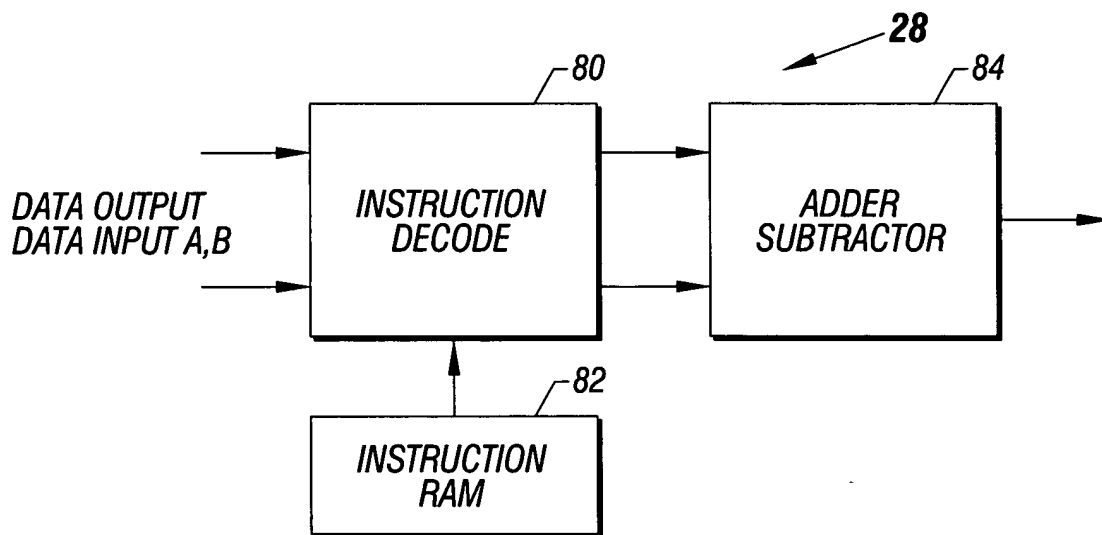 28
80
84
DATA OUTPUT
DATA INPUT A,B
INSTRUCTION
DECODE
ADDER
SUBTRACTOR
82
INSTRUCTION
RAM